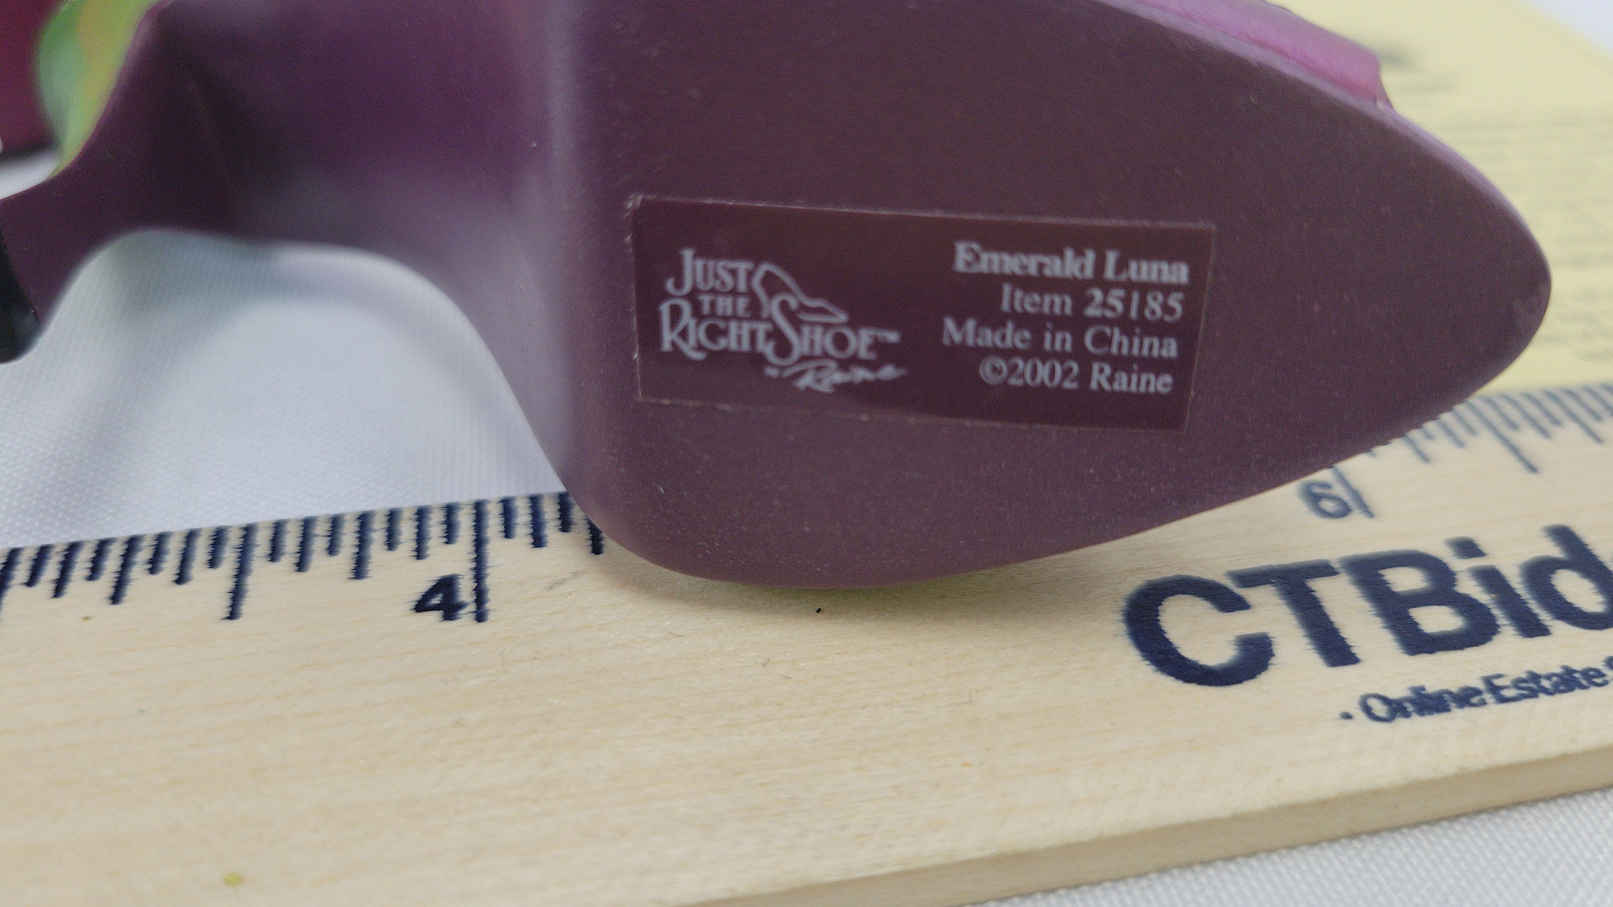 JUST
THE
RIGHT SHOE™
by Raine
Emerald Luna
Item 25185
Made in China
©2002 Raine
4
6
CTBid
• Online Estate